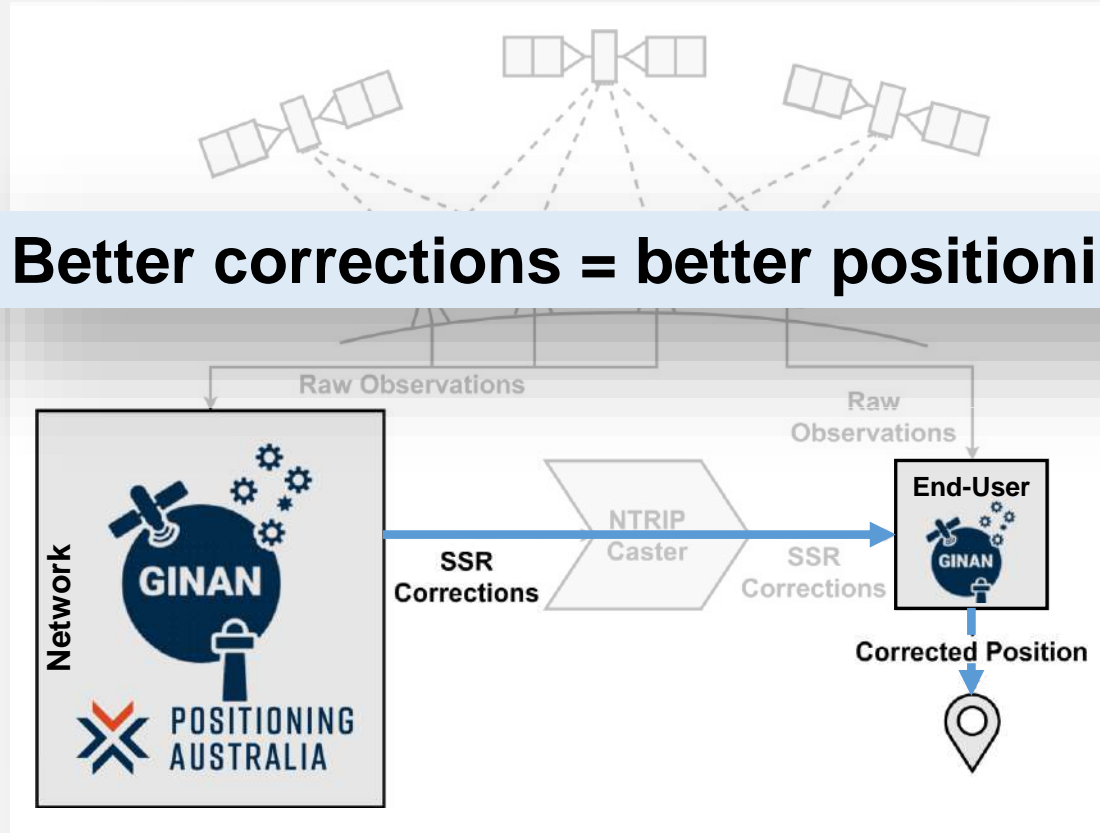 Better corrections = better positioni
Raw Observations
Raw
Observations
End-User
GINAN
NTRIP
Caster
SSR
Corrections
SSR
Corrections
Network
GINAN
Corrected Position
POSITIONING
AUSTRALIA